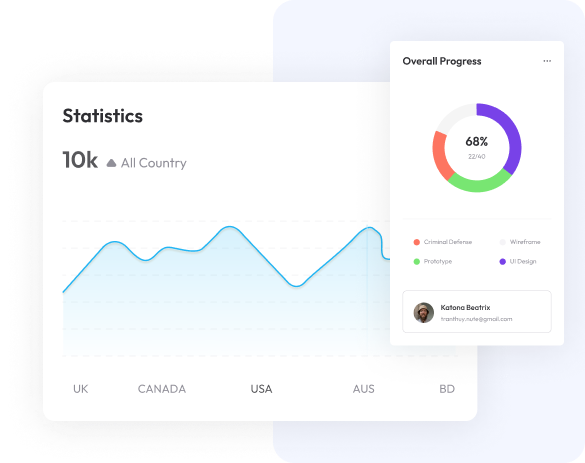 Statistics
10k All Country
UK CANADA USA AUS BD
Overall Progress
68%
22/40
Criminal Defense Wireframe
Prototype UI Design
Katona Beatrix
tranthuy.nute@gmail.com